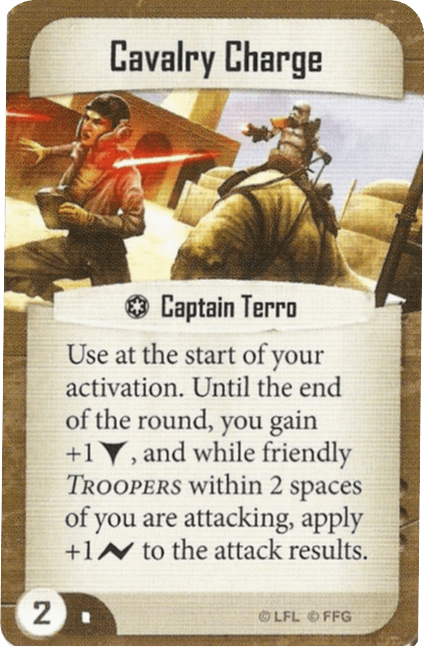 Cavalry Charge
Captain Terro
Use at the start of your
activation. Until the end
of the round, you gain
+1 , and while friendly
TROOPERS within 2 spaces
of you are attacking, apply
+1 to the attack results.
2
© LFL © FFG